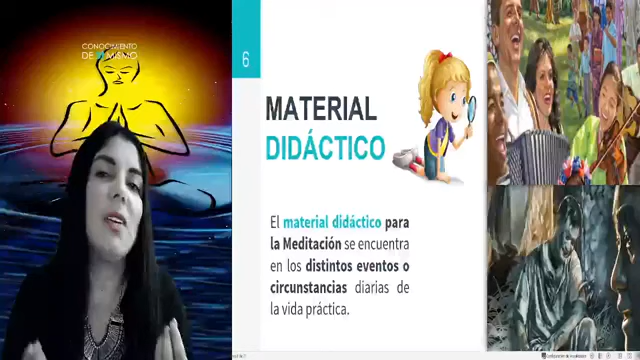 CONOCIMIENTO
DE MISMO
6
MATERIAL
DIDÁCTICO
El material didáctico para
la Meditación se encuentra
en los distintos eventos o
circunstancias diarias de
la vida práctica.